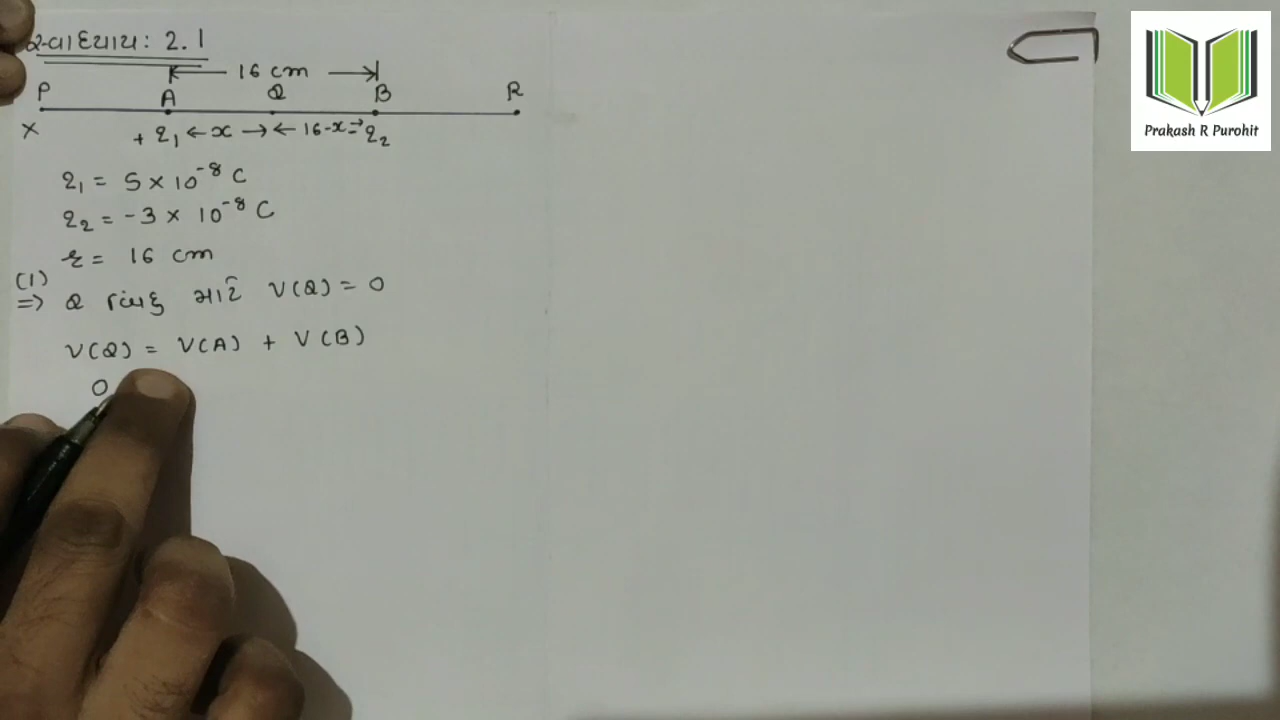 સ્વાધ્યાય: 2.1
16 cm
P A Q B R
X + q₁ ← x → ← 16-x → q₂
q₁ = 5 × 10⁻⁸ C
q₂ = -3 × 10⁻⁸ C
r = 16 cm
(1)
⇒ Q બિંદુ માટે V(Q) = 0
V(Q) = V(A) + V(B)
0
Prakash R Purohit